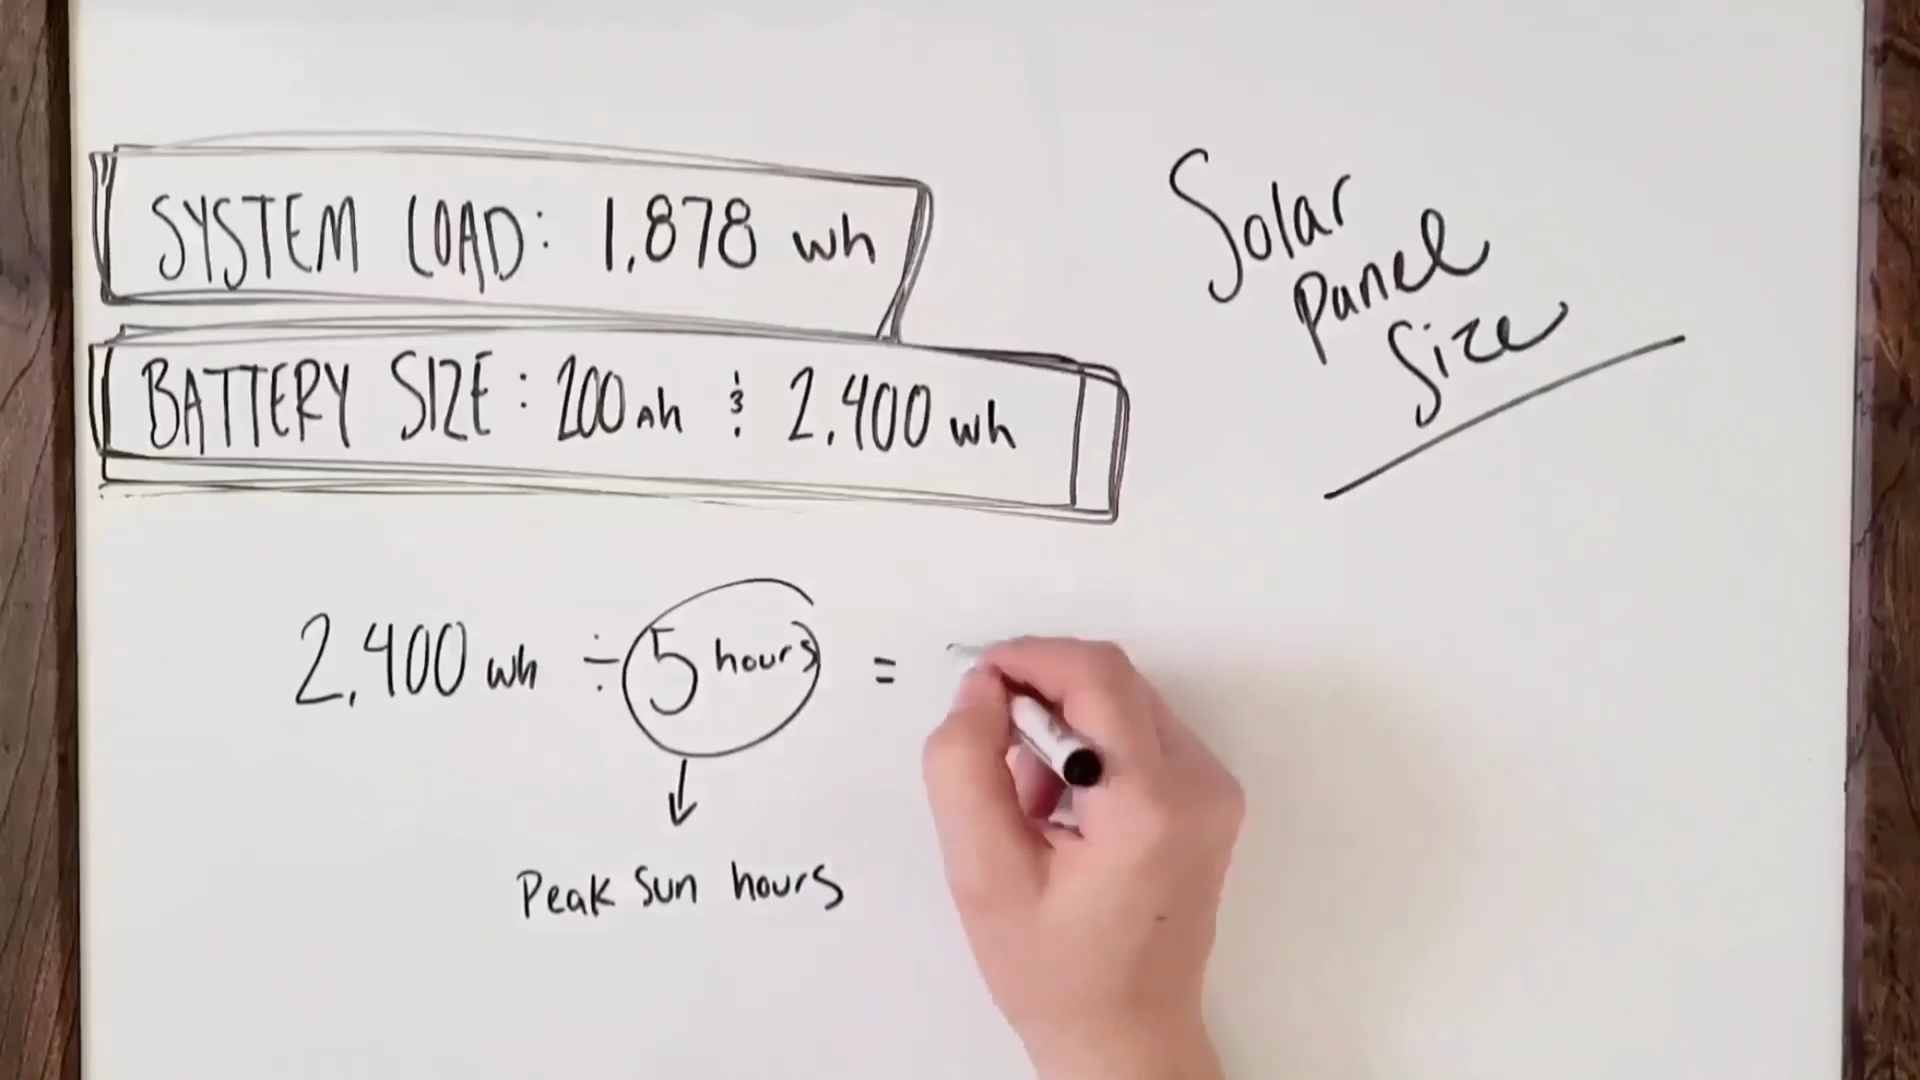 SYSTEM LOAD: 1,878 wh
BATTERY SIZE: 200 Ah & 2,400 wh
Solar
Panel
Size
2,400 wh ÷ 5 hours =
Peak Sun hours